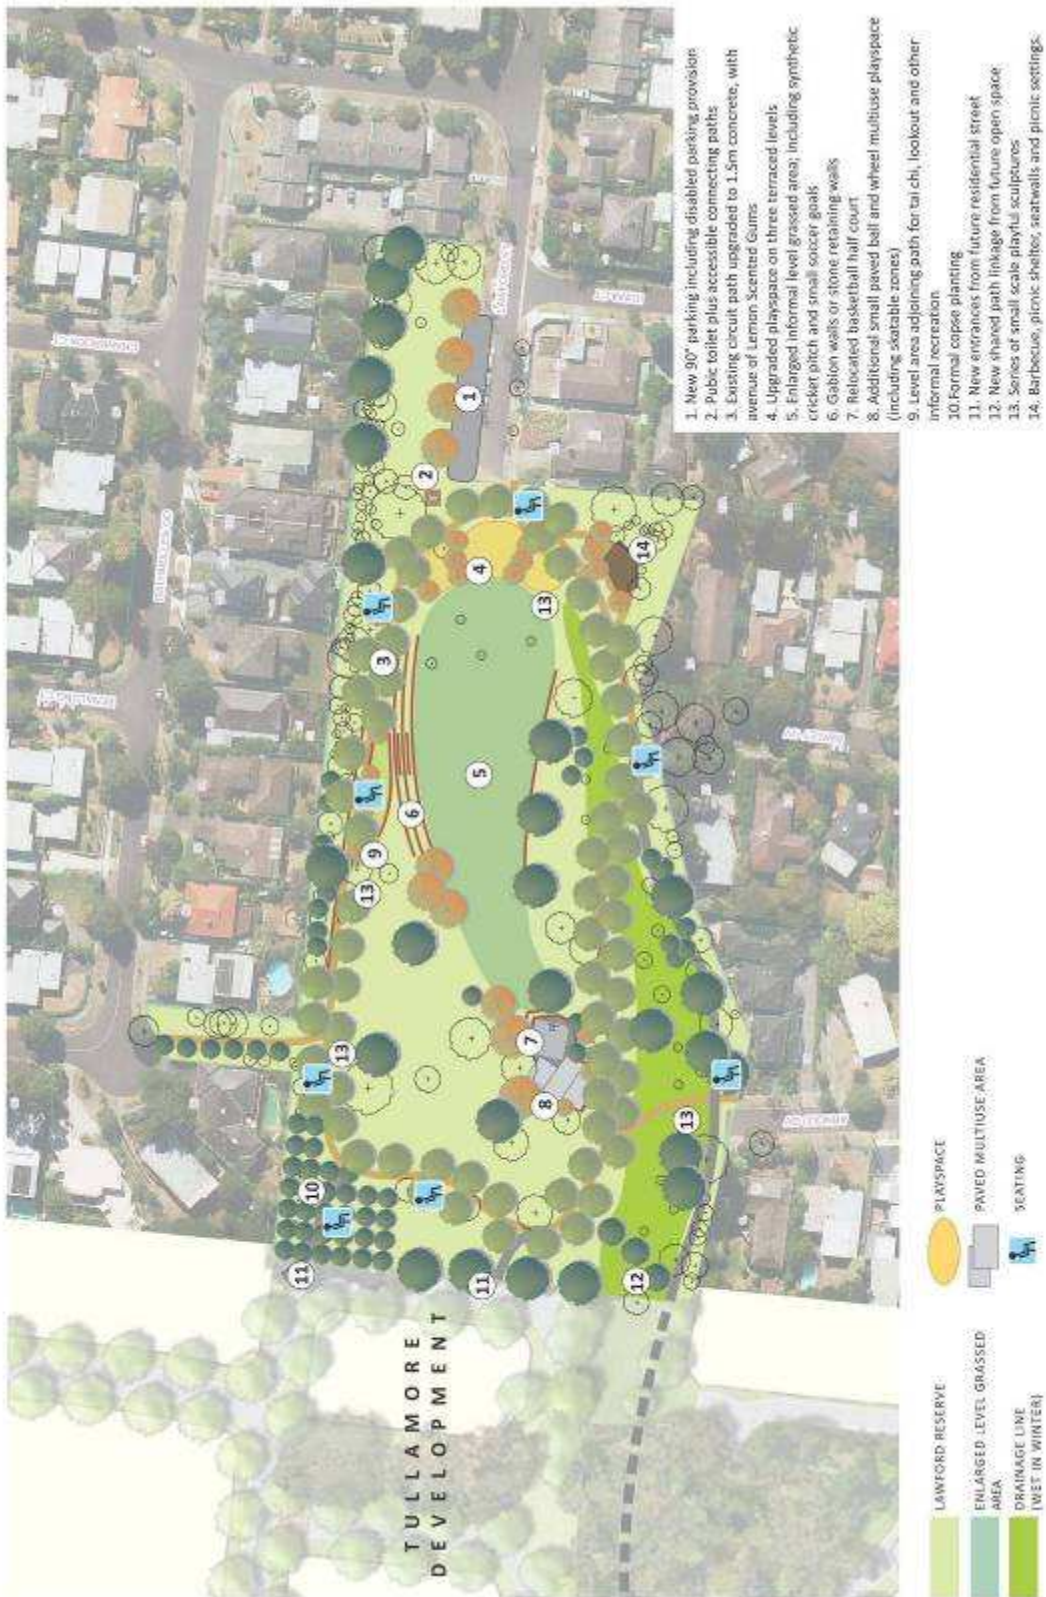 TULLAMORE
DEVELOPMENT
1
2
3
4
5
6
7
8
9
10
11
11
12
13
13
13
13
14
1. New 90° parking including disabled parking provision
2. Pubic toilet plus accessible connecting paths
3. Existing circuit path upgraded to 1.5m concrete, with
avenue of Lemon Scented Gums
4. Upgraded playspace on three terraced levels
5. Enlarged informal level grassed area; including synthetic
cricket pitch and small soccer goals
6. Gabion walls or stone retaining walls
7. Relocated basketball half court
8. Additional small paved ball and wheel multiuse playspace
(including skatable zones)
9. Level area adjoining path for tai chi, lookout and other
informal recreation
10.Formal copse planting
11. New entrances from future residential street
12. New shared path linkage from future open space
13. Series of small scale playful sculptures
14. Barbecue, picnic shelter, seatwalls and picnic settings.
LAWFORD RESERVE
ENLARGED LEVEL GRASSED
AREA
DRAINAGE LINE
(WET IN WINTER)
PLAYSPACE
PAVED MULTIUSE AREA
SEATING